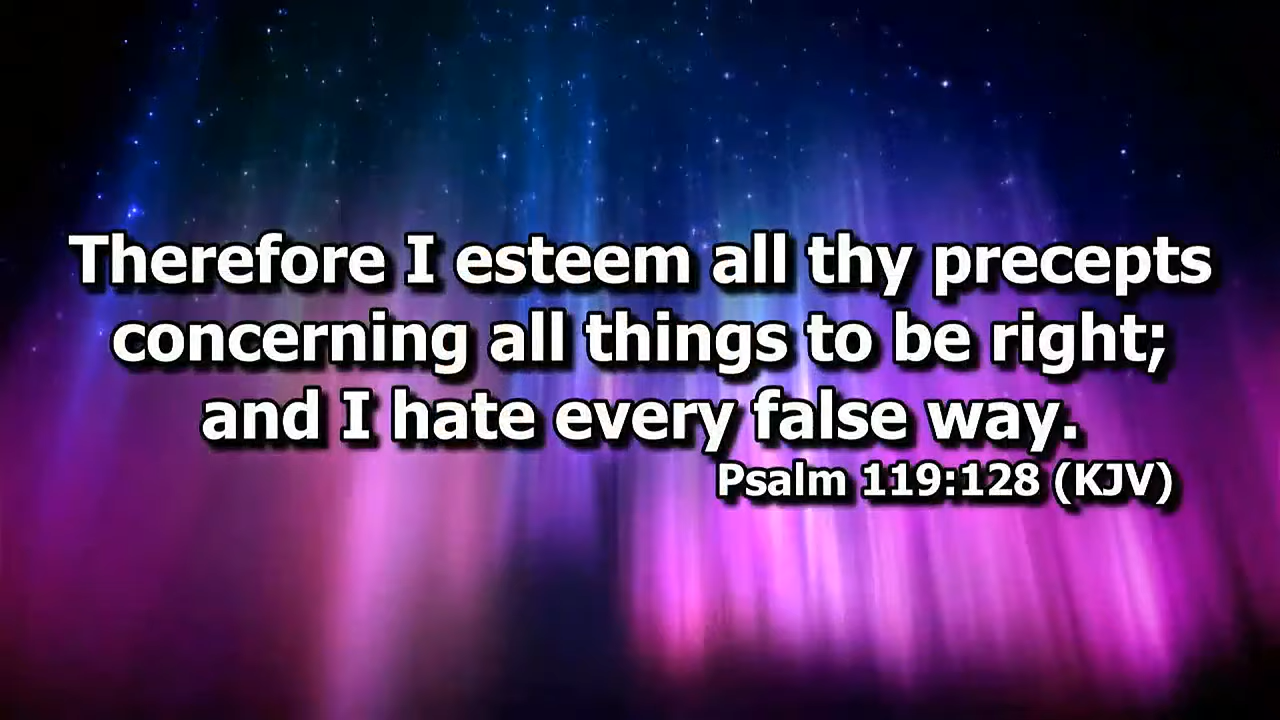 Therefore I esteem all thy precepts
concerning all things to be right;
and I hate every false way.
Psalm 119:128 (KJV)